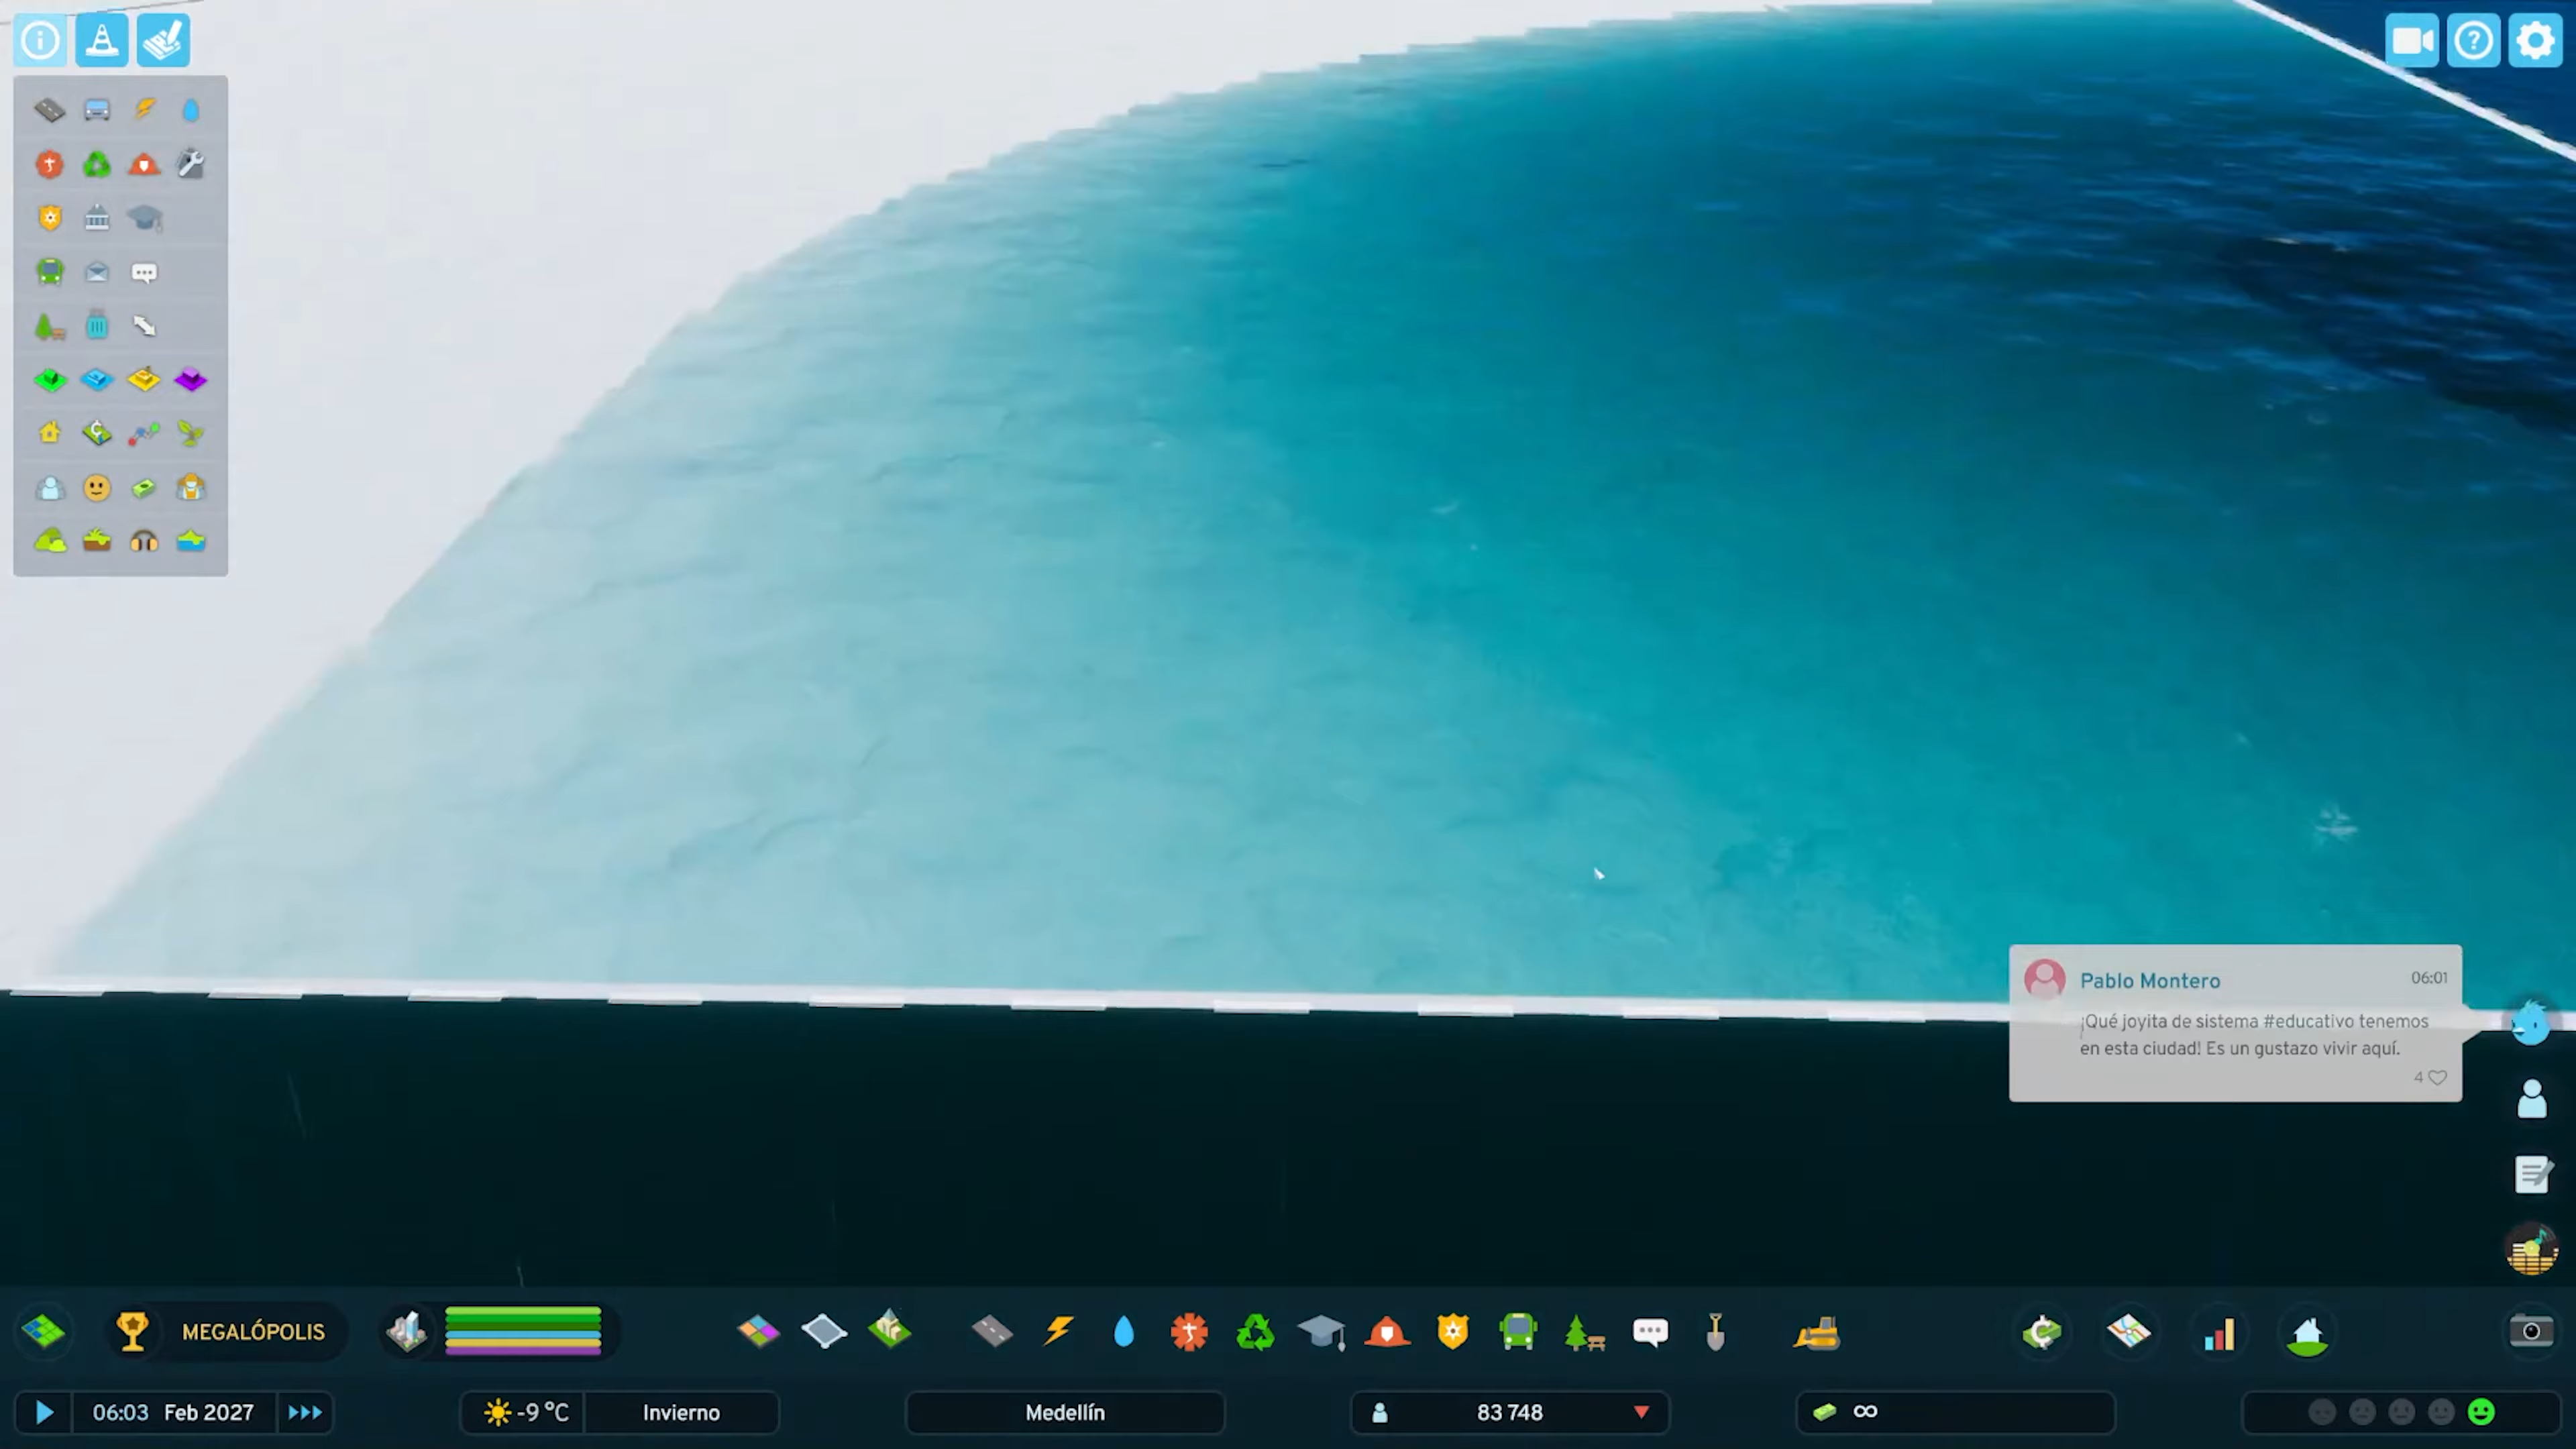 Pablo Montero
06:01
¡Qué joyita de sistema #educativo tenemos
en esta ciudad! Es un gustazo vivir aquí.
4
MEGALÓPOLIS
06:03 Feb 2027
-9 °C
Invierno
Medellín
83 748
∞